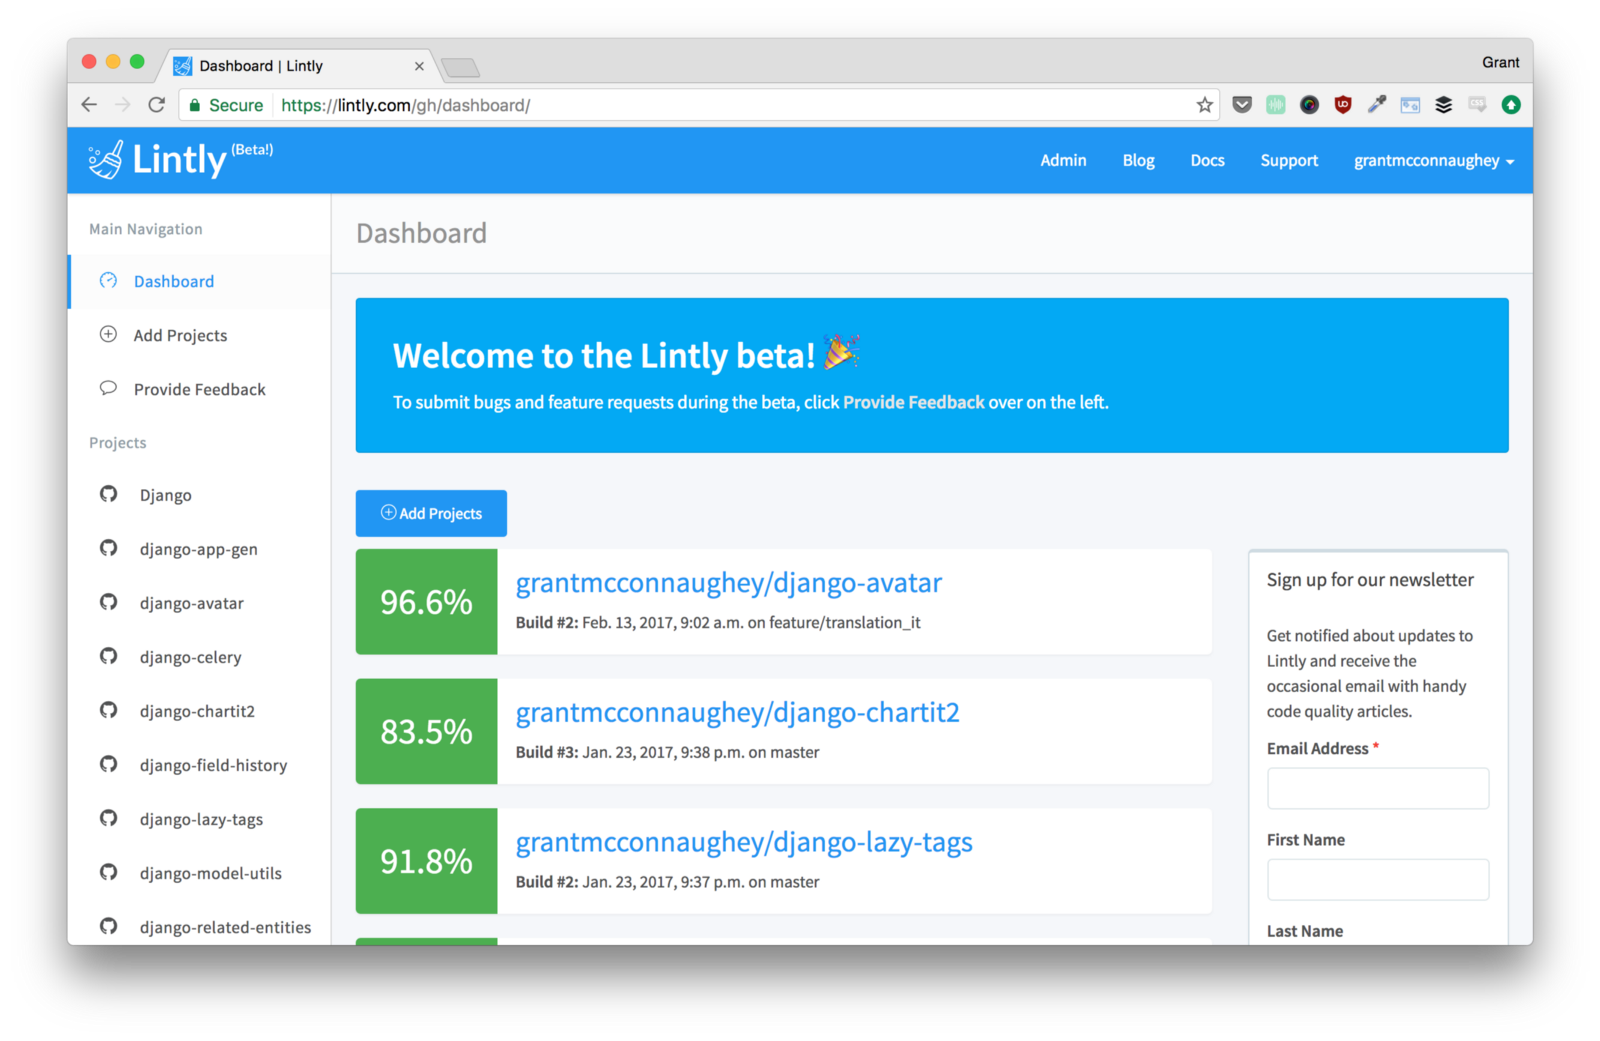 Dashboard | Lintly
Grant
Secure
https://lintly.com/gh/dashboard/
Lintly (Beta!)
Admin
Blog
Docs
Support
grantmcconnaughey
Main Navigation
Dashboard
Add Projects
Provide Feedback
Projects
Django
django-app-gen
django-avatar
django-celery
django-chartit2
django-field-history
django-lazy-tags
django-model-utils
django-related-entities
Dashboard
Welcome to the Lintly beta!
To submit bugs and feature requests during the beta, click Provide Feedback over on the left.
Add Projects
96.6%
grantmcconnaughey/django-avatar
Build #2: Feb. 13, 2017, 9:02 a.m. on feature/translation_it
83.5%
grantmcconnaughey/django-chartit2
Build #3: Jan. 23, 2017, 9:38 p.m. on master
91.8%
grantmcconnaughey/django-lazy-tags
Build #2: Jan. 23, 2017, 9:37 p.m. on master
Sign up for our newsletter
Get notified about updates to
Lintly and receive the
occasional email with handy
code quality articles.
Email Address *
First Name
Last Name